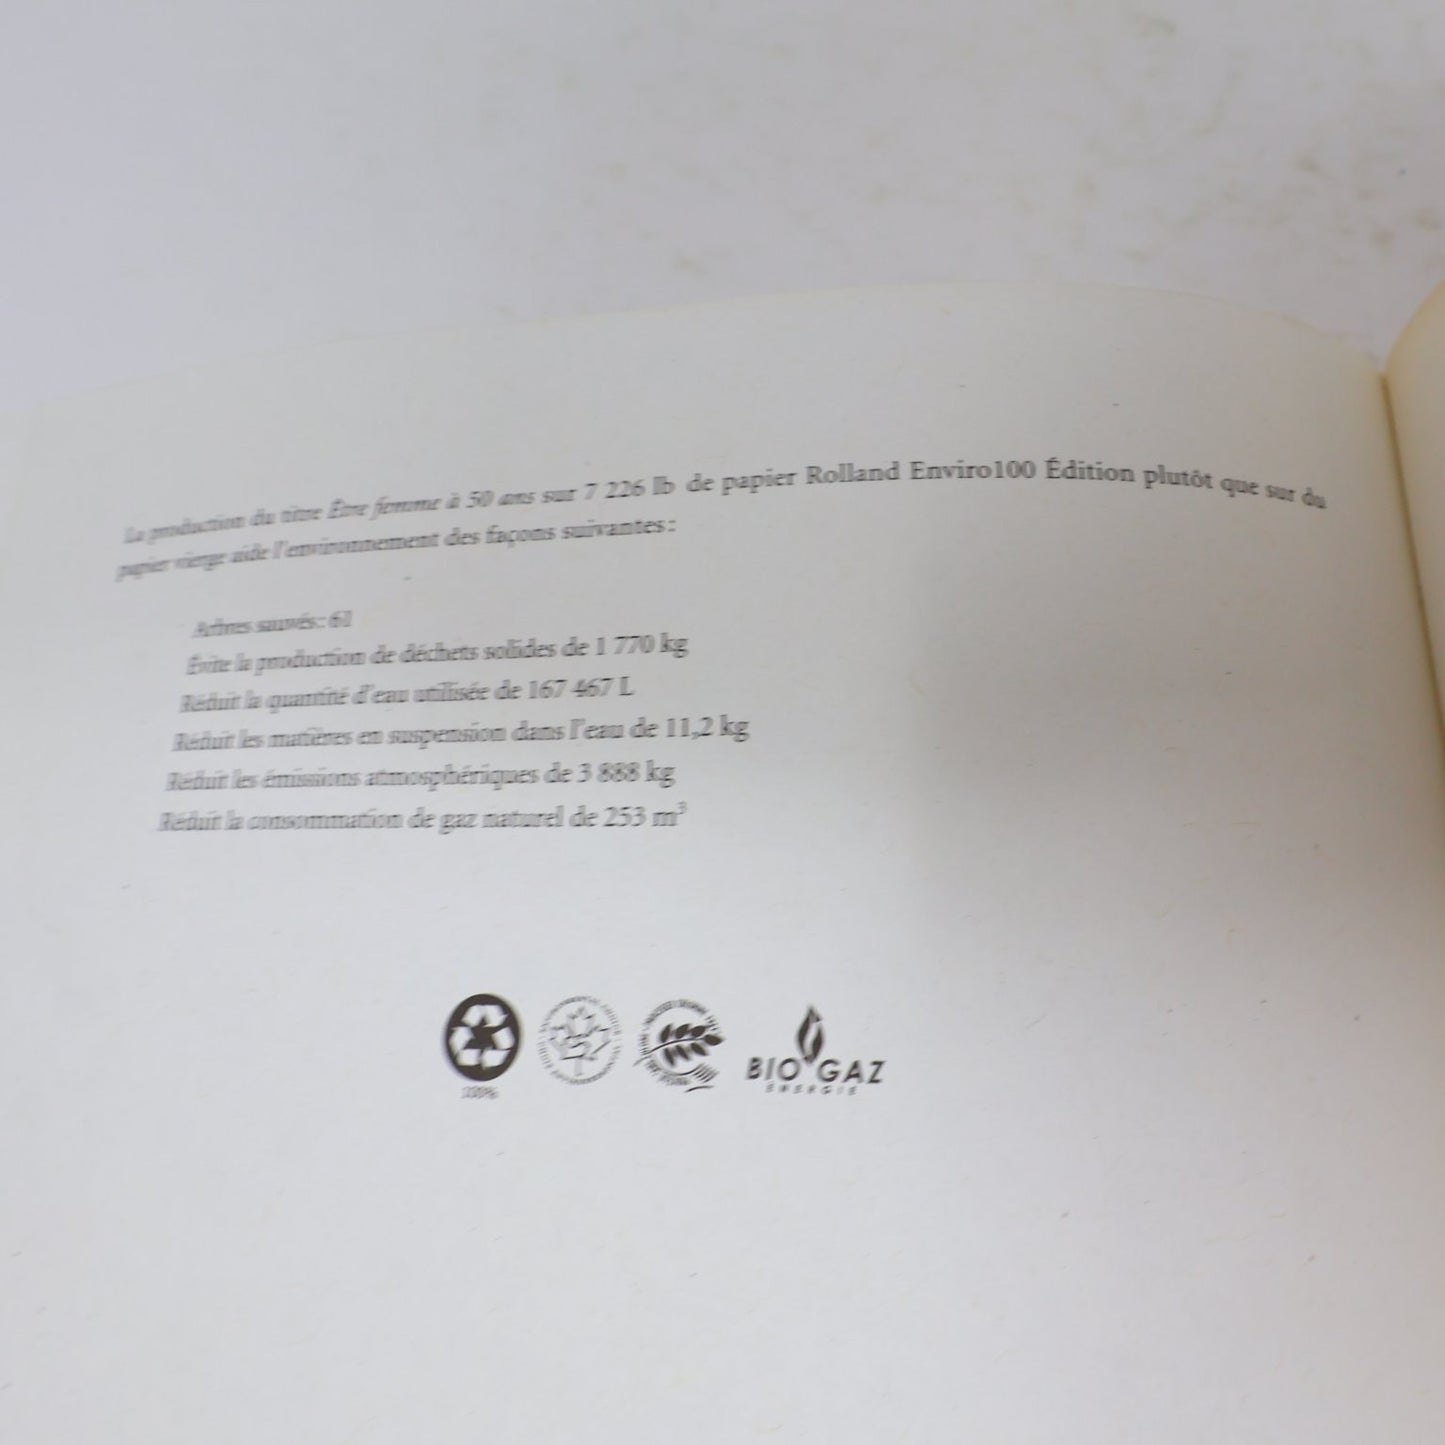 La production du titre Être femme à 50 ans sur 7 226 lb de papier Rolland Enviro100 Édition plutôt que sur du
papier vierge aide l'environnement des façons suivantes :
Arbres sauvés : 61
Évite la production de déchets solides de 1 770 kg
Réduit la quantité d'eau utilisée de 167 467 L
Réduit les matières en suspension dans l'eau de 11,2 kg
Réduit les émissions atmosphériques de 3 888 kg
Réduit la consommation de gaz naturel de 253 m³
100%
BIO GAZ
ÉNERGIE